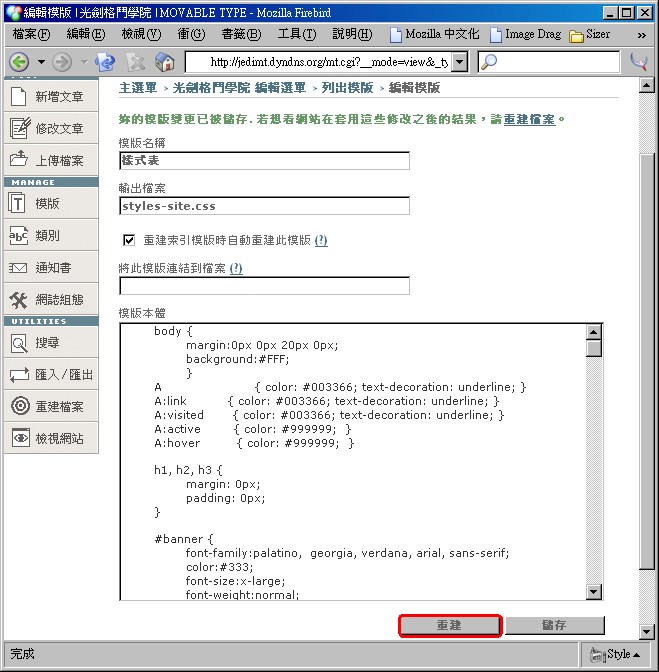 編輯模版 |光劍格鬥學院 |MOVABLE TYPE - Mozilla Firebird
檔案(F) 編輯(E) 檢視(V) 衝(G) 書籤(B) 工具(T) 說明(H) Mozilla 中文化 Image Drag Sizer »
http://jedimt.dyndns.org/mt.cgi?__mode=view&_ty
主選單 > 光劍格鬥學院 編輯選單 > 列出模版 > 編輯模版
新增文章
修改文章
上傳檔案
MANAGE
模版
類別
通知書
網誌組態
UTILITIES
搜尋
匯入/匯出
重建檔案
檢視網站
妳的模版變更已被儲存. 若想看網站在套用這些修改之後的結果，請重建檔案。
模版名稱
樣式表
輸出檔案
styles-site.css
重建索引模版時自動重建此模版 (?)
將此模版連結到檔案 (?)
模版本體
body {
margin:0px 0px 20px 0px;
background:#FFF;
}
A { color: #003366; text-decoration: underline; }
A:link { color: #003366; text-decoration: underline; }
A:visited { color: #003366; text-decoration: underline; }
A:active { color: #999999; }
A:hover { color: #999999; }
h1, h2, h3 {
margin: 0px;
padding: 0px;
}
#banner {
font-family:palatino, georgia, verdana, arial, sans-serif;
color:#333;
font-size:x-large;
font-weight:normal;
重建 儲存
完成 Style